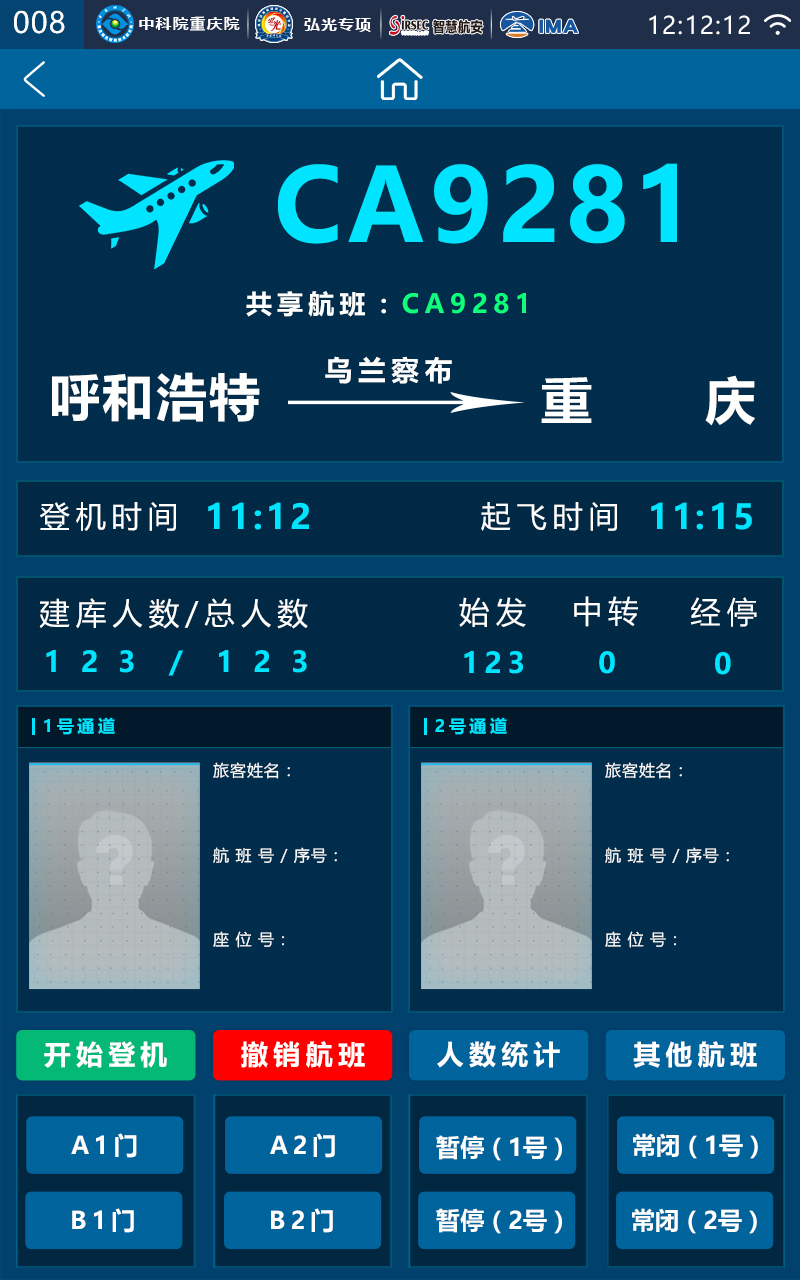 008 中科院重庆院 弘光专项 SiRSEC 智慧航安 IMA 12:12:12
CA9281
共享航班：CA9281
乌兰察布
呼和浩特 重 庆
登机时间 11:12 起飞时间 11:15
建库人数/总人数 始发 中转 经停
1 2 3 / 1 2 3 123 0 0
1号通道 2号通道
旅客姓名： 旅客姓名：
? ?
航 班 号 / 序号： 航 班 号 / 序号：
座 位 号： 座 位 号：
开始登机 撤销航班 人数统计 其他航班
A1门 A2门 暂停（1号） 常闭（1号）
B1门 B2门 暂停（2号） 常闭（2号）